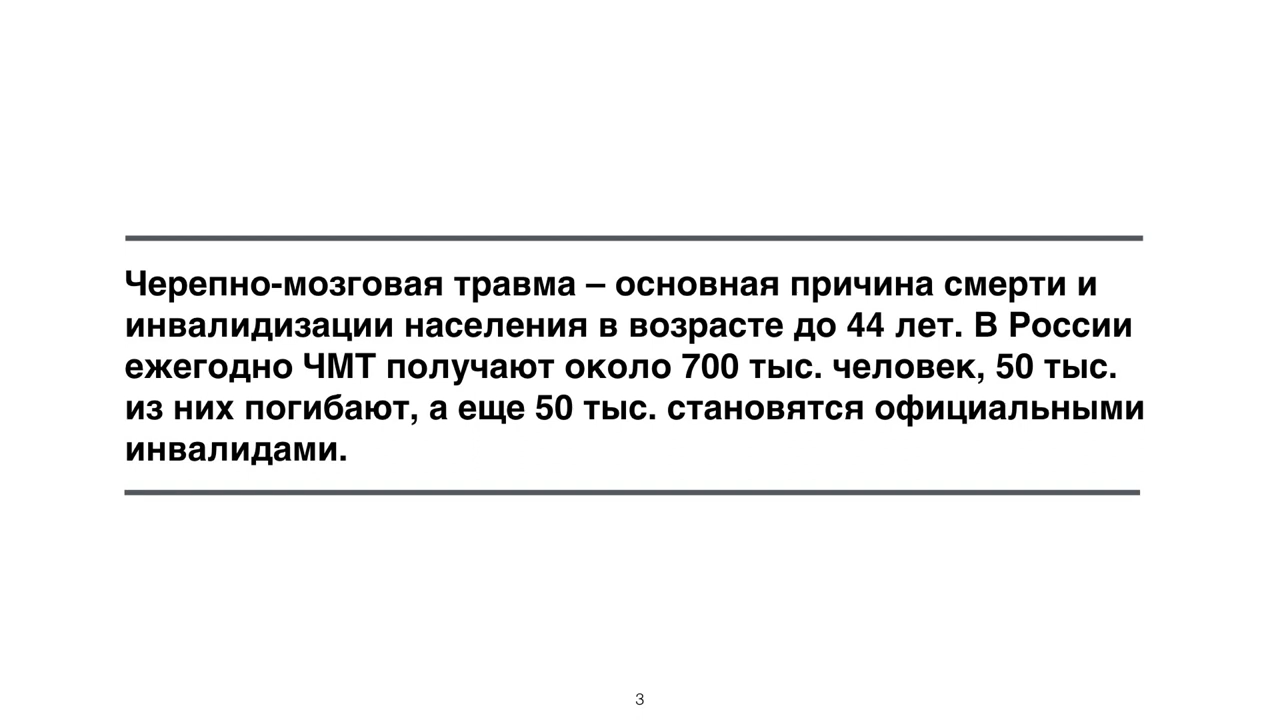 Черепно-мозговая травма – основная причина смерти и
инвалидизации населения в возрасте до 44 лет. В России
ежегодно ЧМТ получают около 700 тыс. человек, 50 тыс.
из них погибают, а еще 50 тыс. становятся официальными
инвалидами.
3